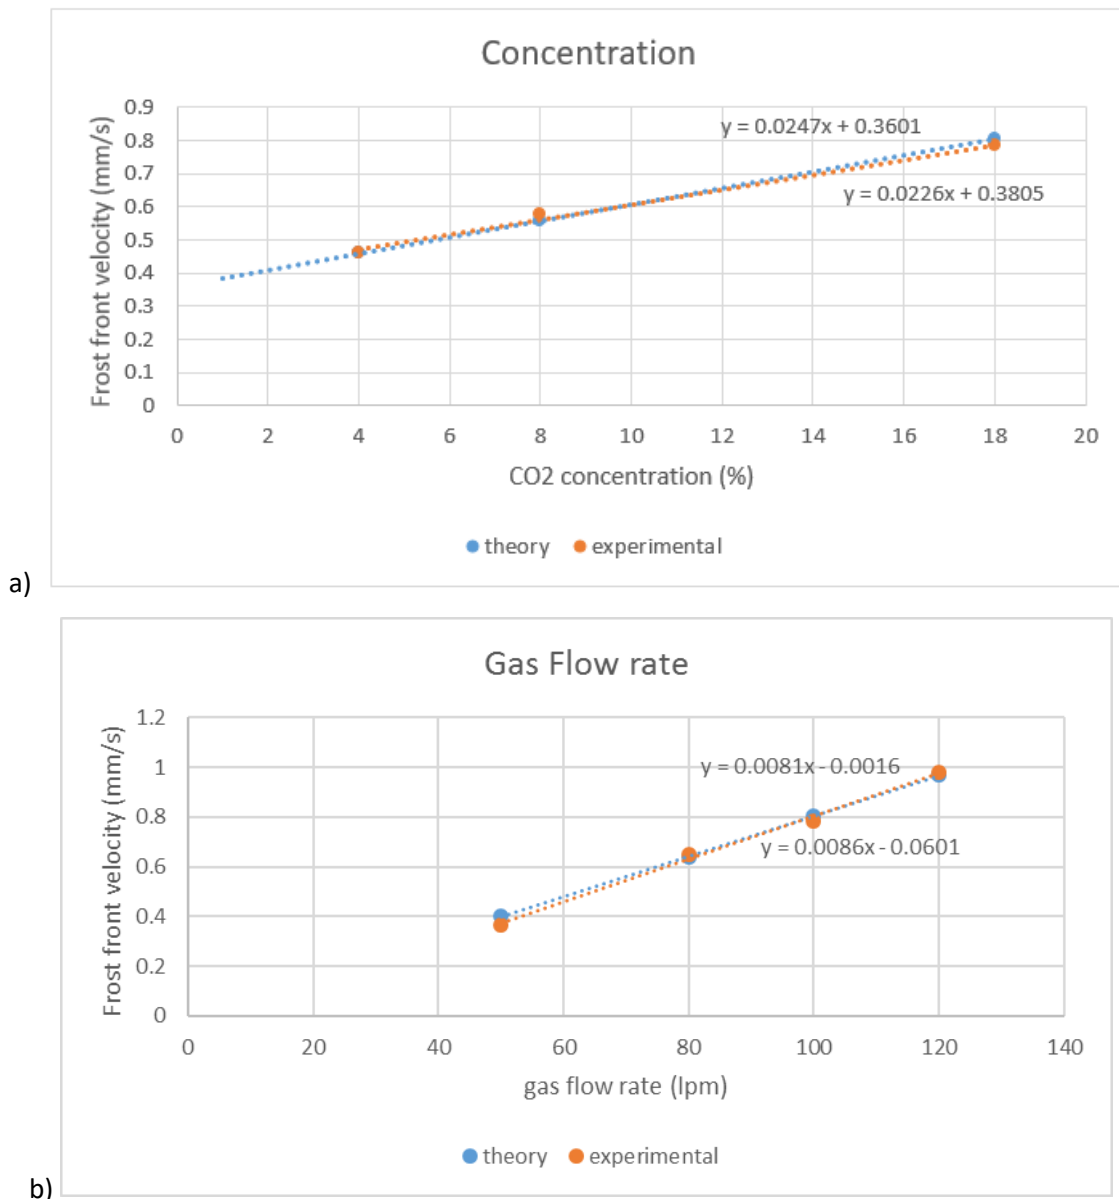 Concentration
Frost front velocity (mm/s)
0.9
0.8
0.7
0.6
0.5
0.4
0.3
0.2
0.1
0
y = 0.0247x + 0.3601
y = 0.0226x + 0.3805
0 2 4 6 8 10 12 14 16 18 20
CO2 concentration (%)
theory experimental
a)
Gas Flow rate
Frost front velocity (mm/s)
1.2
1
0.8
0.6
0.4
0.2
0
y = 0.0081x - 0.0016
y = 0.0086x - 0.0601
0 20 40 60 80 100 120 140
gas flow rate (lpm)
theory experimental
b)